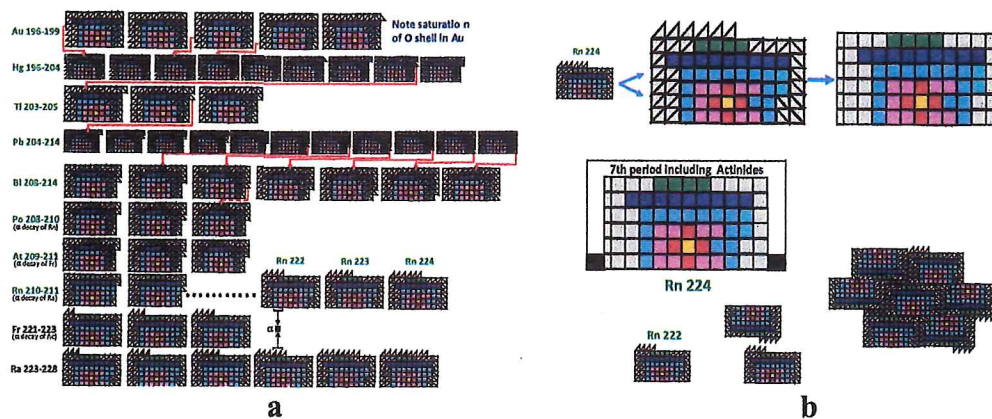 Au 196-199
Note saturation
of O shell in Au
Hg 196-204
Tl 203-205
Pb 204-214
Bi 208-214
Po 203-210
(α decay of Rn)
At 209-211
(α decay of Fr)
Rn 210-211
(α decay of Ra)
Rn 222
Rn 223
Rn 224
α
Fr 221-223
(α decay of Ac)
Ra 223-228
a
Rn 224
7th period including Actinides
Rn 224
Rn 222
b